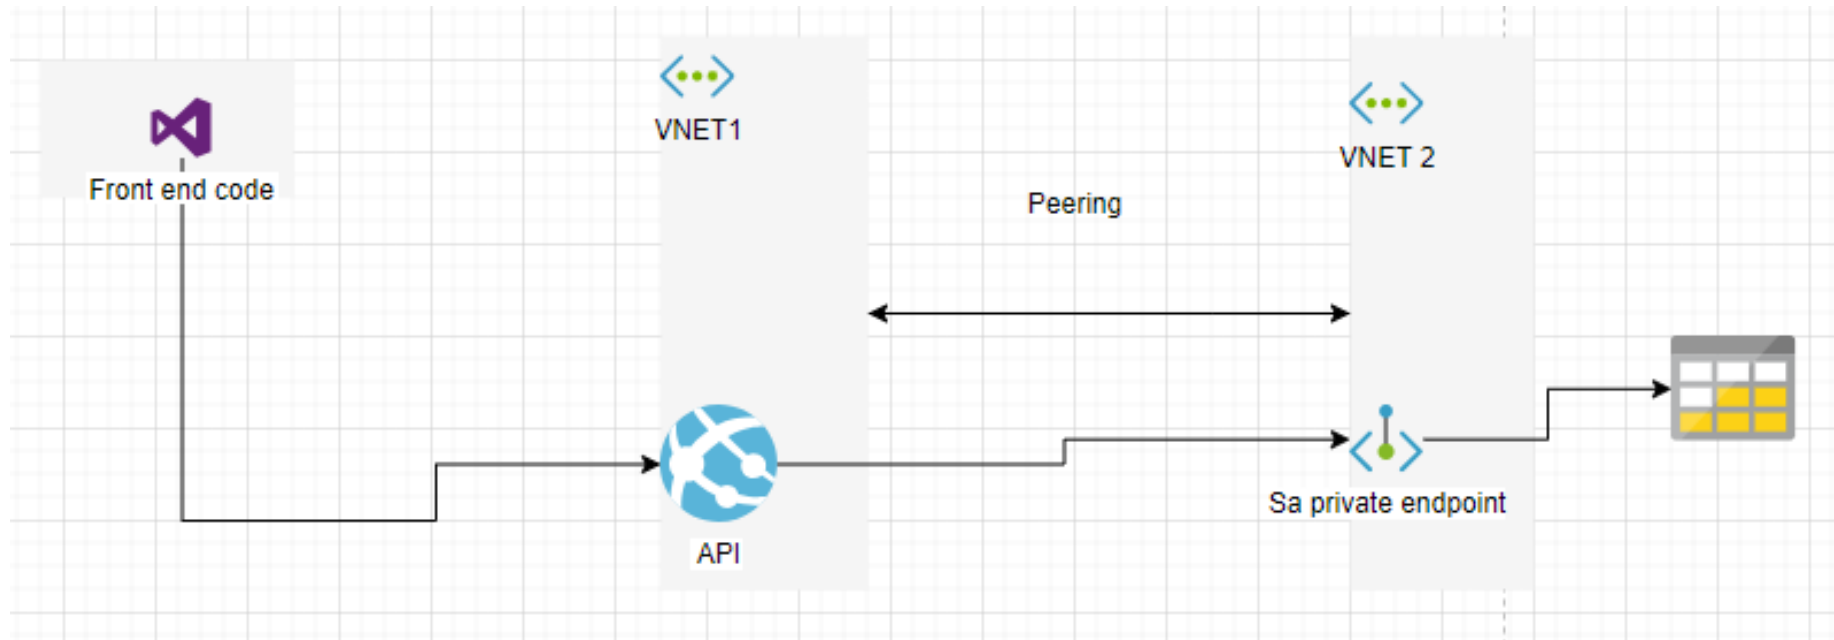 VNET1
VNET 2
Front end code
Peering
Sa private endpoint
API